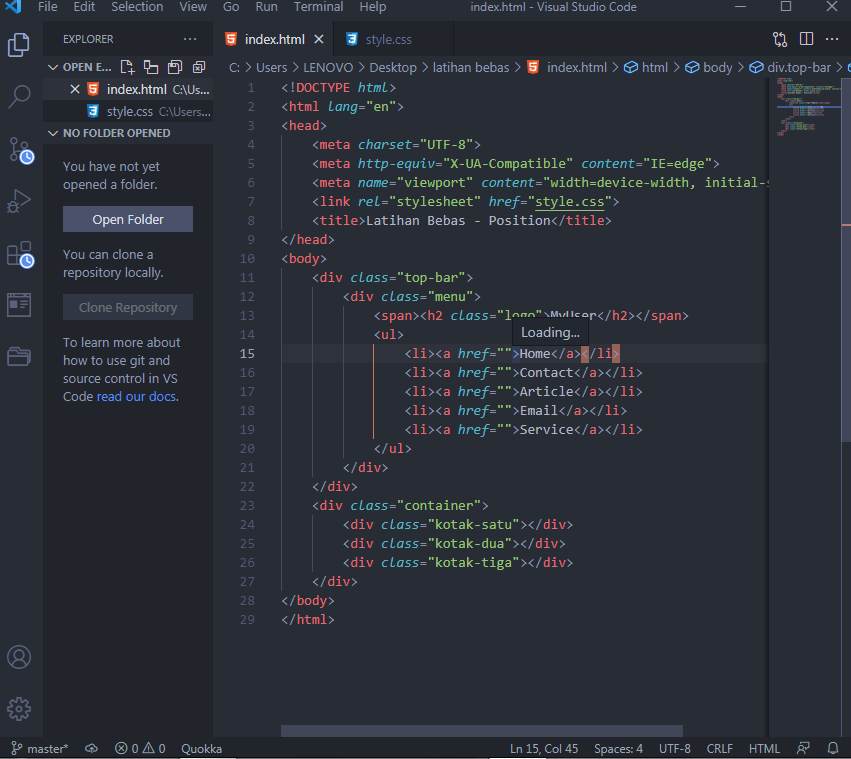 File Edit Selection View Go Run Terminal Help index.html - Visual Studio Code
EXPLORER
index.html
style.css
OPEN E...
index.html C:\Us...
style.css C:\Users...
NO FOLDER OPENED
You have not yet
opened a folder.
Open Folder
You can clone a
repository locally.
Clone Repository
To learn more about
how to use git and
source control in VS
Code read our docs.
C: > Users > LENOVO > Desktop > latihan bebas > index.html > html > body > div.top-bar >
1 <!DOCTYPE html>
2 <html lang="en">
3 <head>
4 <meta charset="UTF-8">
5 <meta http-equiv="X-UA-Compatible" content="IE=edge">
6 <meta name="viewport" content="width=device-width, initial-s
7 <link rel="stylesheet" href="style.css">
8 <title>Latihan Bebas - Position</title>
9 </head>
10 <body>
11 <div class="top-bar">
12 <div class="menu">
13 <span><h2 class="logo">MyUser</h2></span>
Loading...
14 <ul>
15 <li><a href="">Home</a></li>
16 <li><a href="">Contact</a></li>
17 <li><a href="">Article</a></li>
18 <li><a href="">Email</a></li>
19 <li><a href="">Service</a></li>
20 </ul>
21 </div>
22 </div>
23 <div class="container">
24 <div class="kotak-satu"></div>
25 <div class="kotak-dua"></div>
26 <div class="kotak-tiga"></div>
27 </div>
28 </body>
29 </html>
master* 0 0 Quokka Ln 15, Col 45 Spaces: 4 UTF-8 CRLF HTML